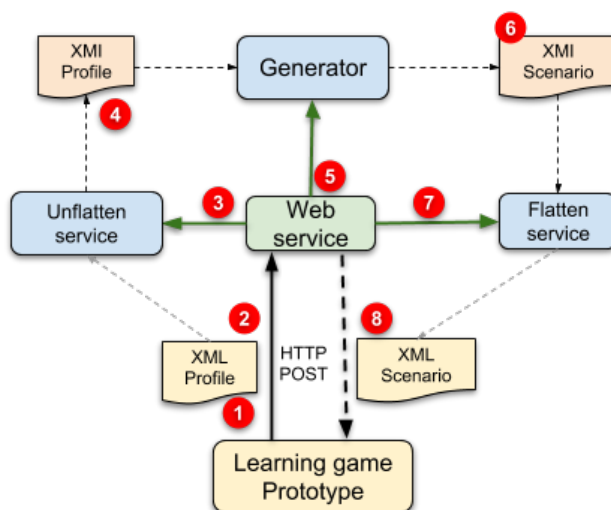 6
XMI
Profile
Generator
XMI
Scenario
4
5
3
7
Unflatten
service
Web
service
Flatten
service
2
8
HTTP
POST
XML
Profile
XML
Scenario
1
Learning game
Prototype